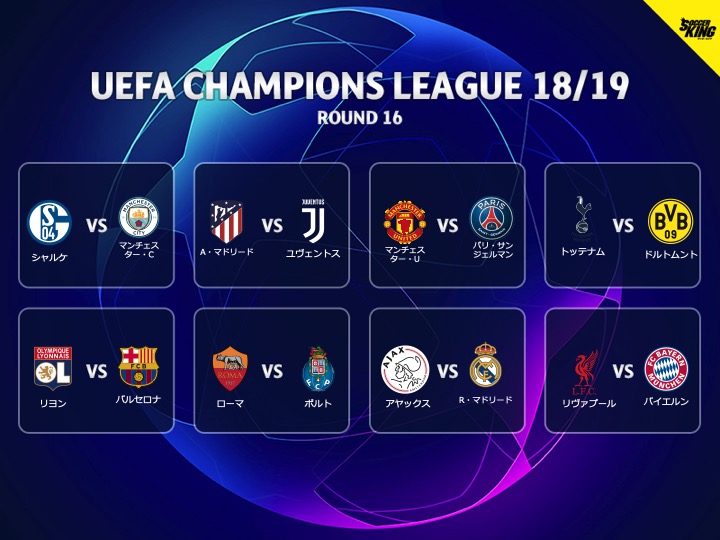 SOCCER
KING
UEFA CHAMPIONS LEAGUE 18/19
ROUND 16
S
04
VS
MANCHESTER
CITY
シャルケ
マンチェス
ター・C
VS
JUVENTUS
A・マドリード
ユヴェントス
MANCHESTER
UNITED
VS
PARIS
SAINT-GERMAIN
マンチェス
ター・U
パリ・サン
ジェルマン
VS
BVB
09
トッテナム
ドルトムント
OLYMPIQUE
LYONNAIS
OL
VS
FCB
リヨン
バルセロナ
ROMA
1927
VS
FCP
ローマ
ポルト
AJAX
VS
アヤックス
R・マドリード
L.F.C.
VS
FC BAYERN
MÜNCHEN
リヴァプール
バイエルン